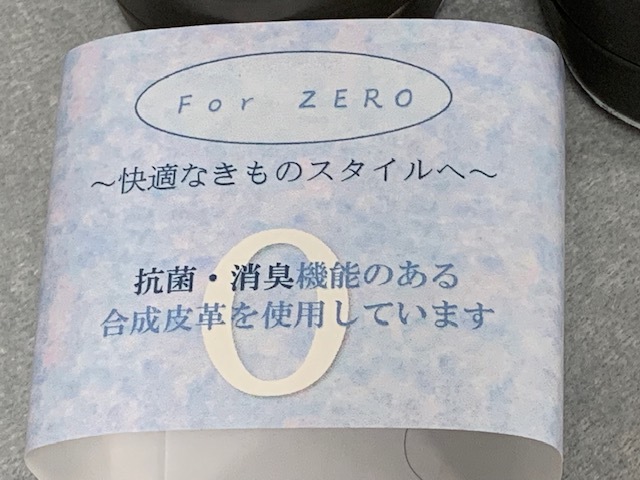 For ZERO
～快適なきものスタイルへ～
0
抗菌・消臭機能のある
合成皮革を使用しています